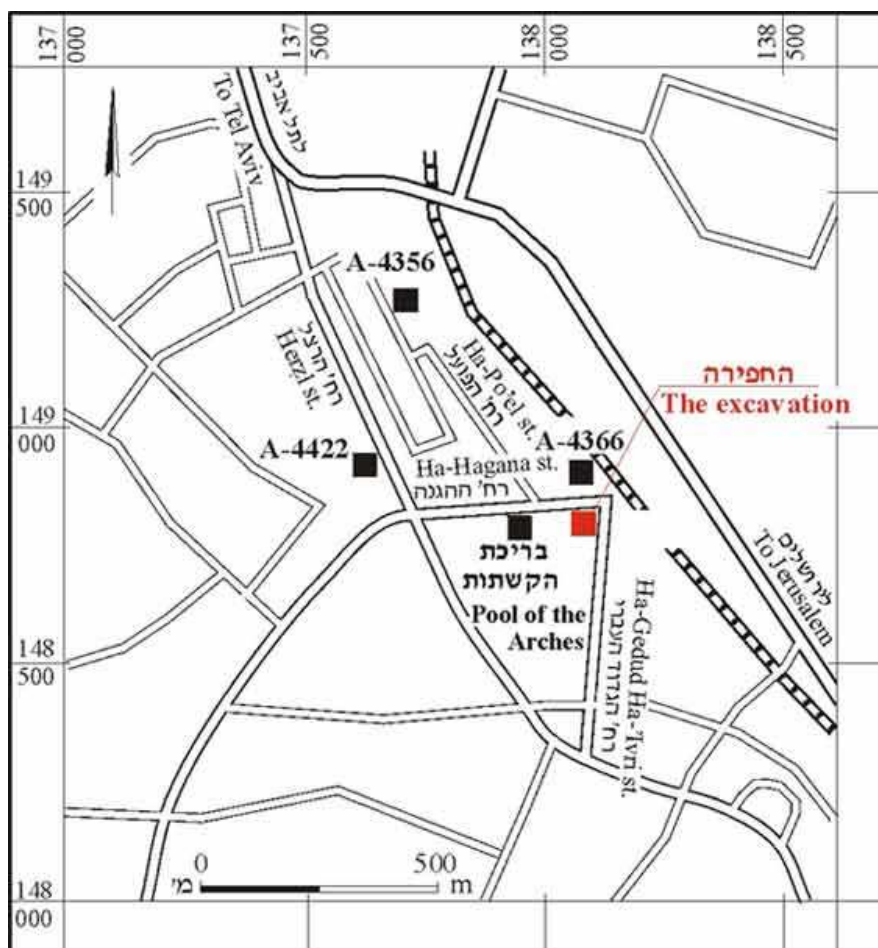 137
000
137
500
138
000
138
500
149
500
149
000
148
500
148
000
To Tel Aviv
לתל אביב
A-4356
רח' הרצל
Herzl st.
Ha-Po'el st.
רח' הפועל
החפירה
The excavation
A-4422
A-4366
Ha-Hagana st.
רח' ההגנה
בריכת
הקשתות
Pool of the
Arches
לירושלים
To Jerusalem
Ha-Gedud Ha-'Ivri st.
רח' הגדוד העברי
0
500
מ'
m